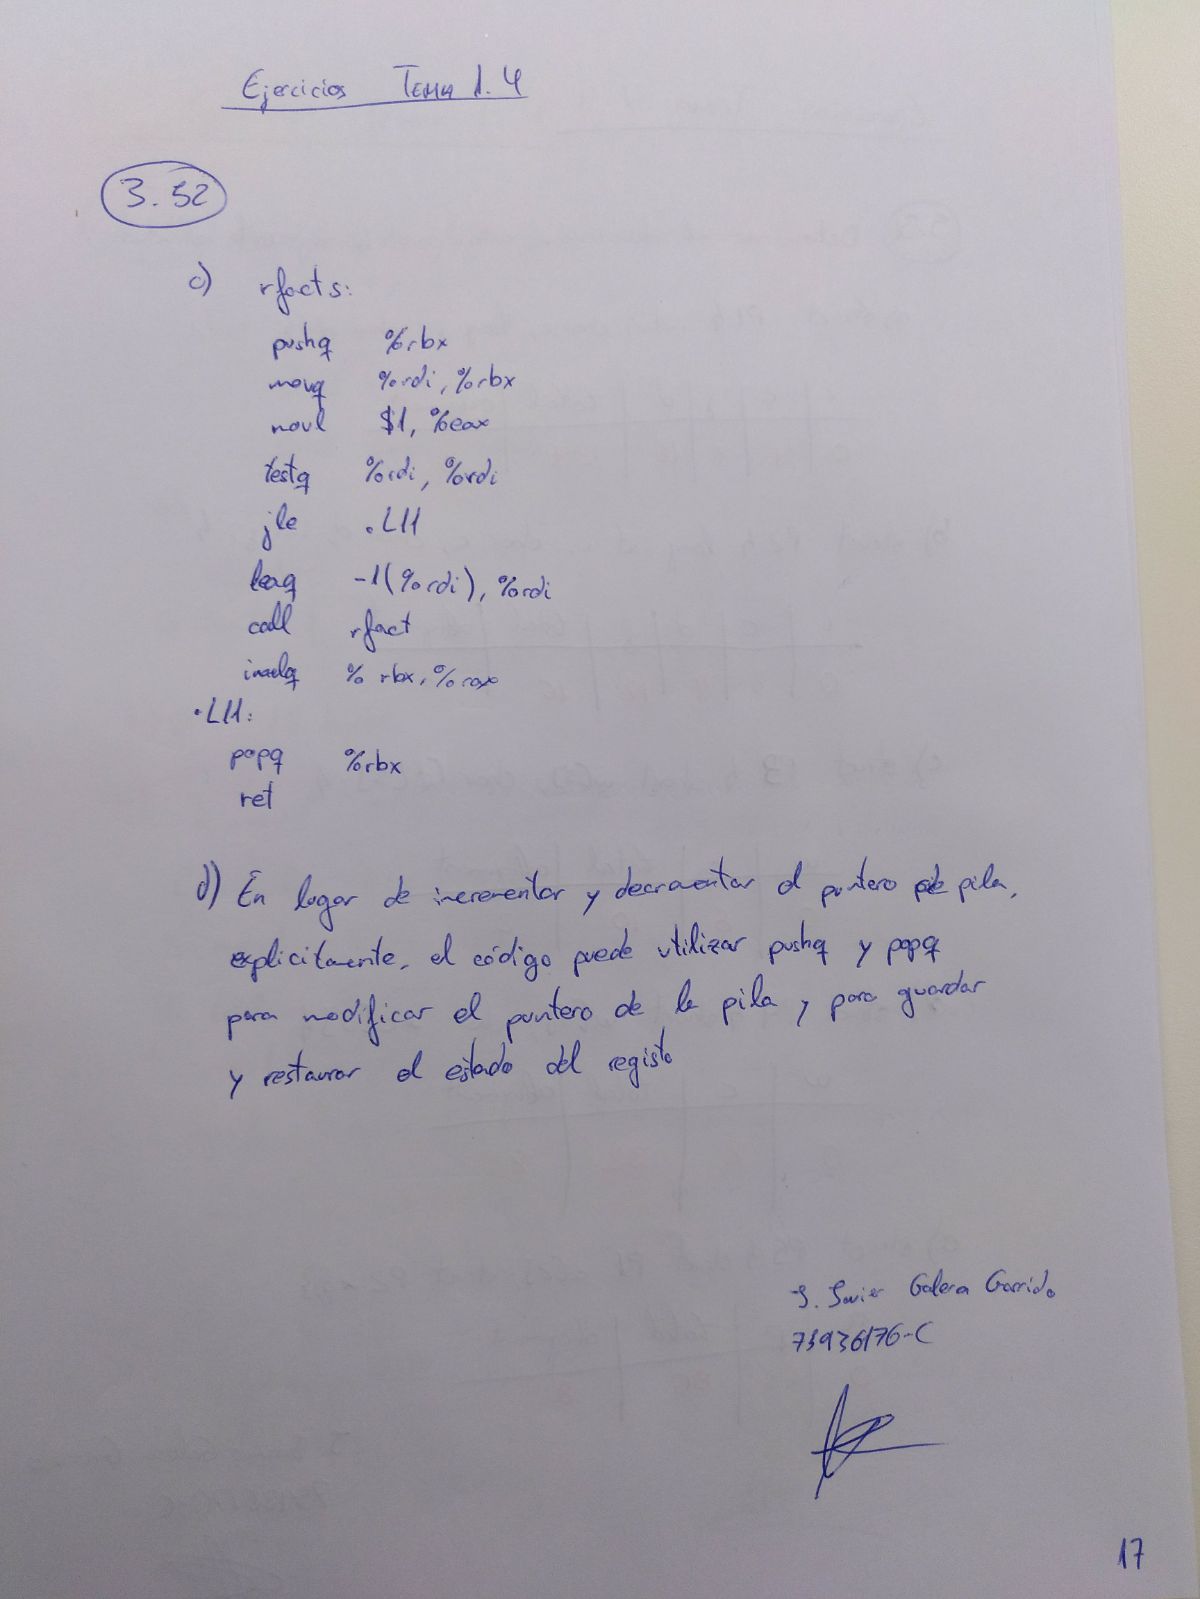 Ejercicios Tema 1.4
3.52
c) rfacts:
pushq %rbx
movq %rdi, %rbx
movl $1, %eax
testq %rdi, %rdi
jle .L11
leaq -1(%rdi), %rdi
call rfact
%rbx, %rax
.L11:
popq %rbx
ret
d) En lugar de incrementar y decrementar el puntero de pila,
explicitamente, el código puede utilizar pushq y popq
para modificar el puntero de la pila y para guardar
y restaurar el estado del registo
J. Javier Galera Garrido
73936176-C
17